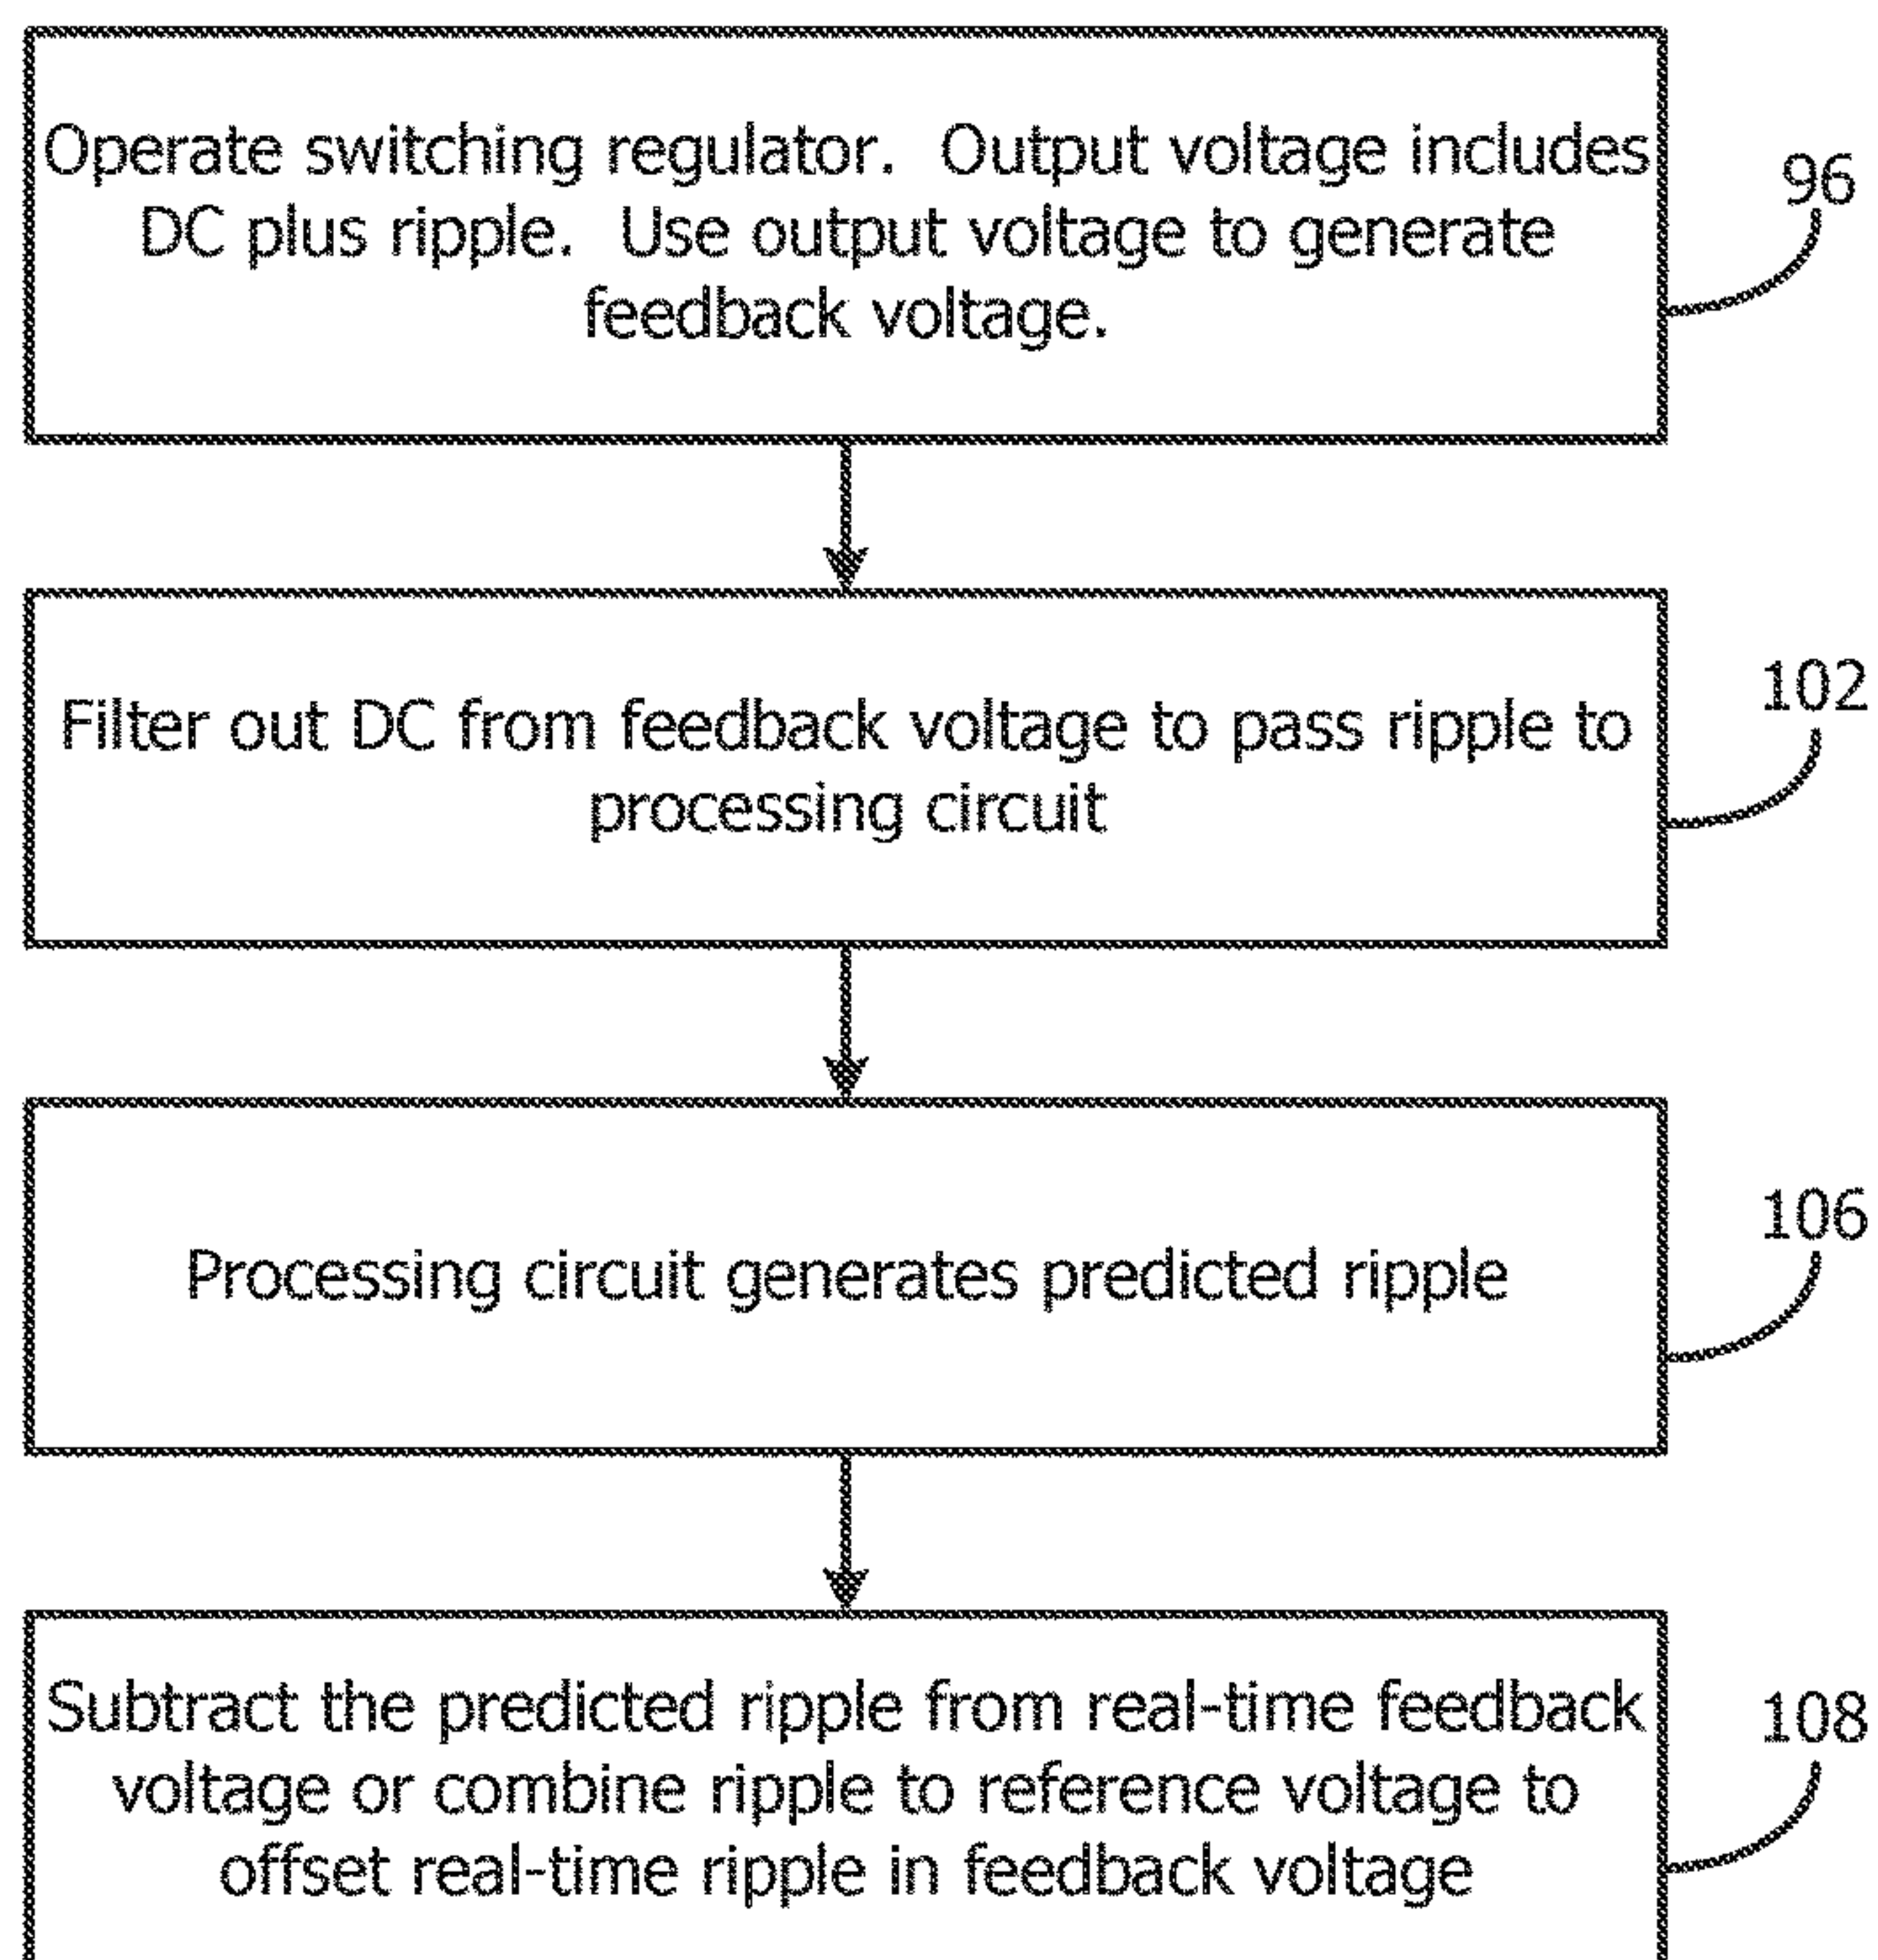 Operate switching regulator.  Output voltage includes
DC plus ripple.  Use output voltage to generate
feedback voltage.
96
Filter out DC from feedback voltage to pass ripple to
processing circuit
102
Processing circuit generates predicted ripple
106
Subtract the predicted ripple from real-time feedback
voltage or combine ripple to reference voltage to
offset real-time ripple in feedback voltage
108